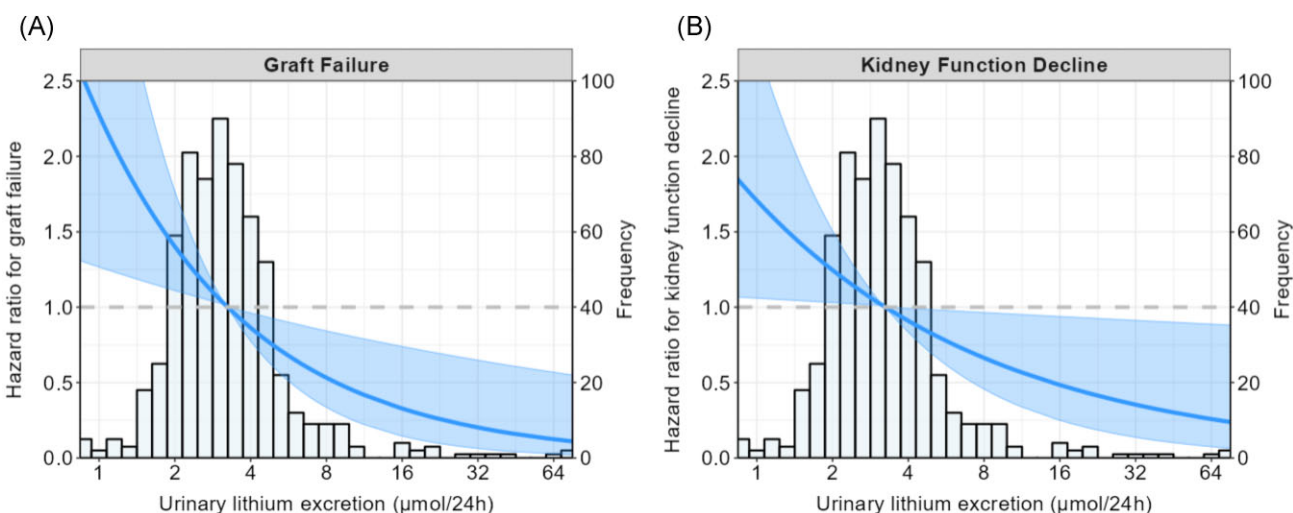 (A)
Graft Failure
Hazard ratio for graft failure
2.5
2.0
1.5
1.0
0.5
0.0
100
80
60
40
20
0
Frequency
1 2 4 8 16 32 64
Urinary lithium excretion (µmol/24h)
(B)
Kidney Function Decline
Hazard ratio for kidney function decline
2.5
2.0
1.5
1.0
0.5
0.0
100
80
60
40
20
0
Frequency
1 2 4 8 16 32 64
Urinary lithium excretion (µmol/24h)